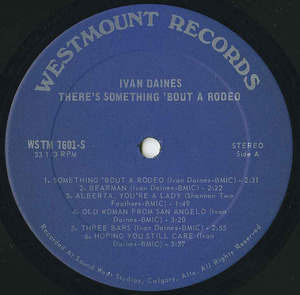 WESTMOUNT RECORDS
IVAN DAINES
THERE'S SOMETHING 'BOUT A RODEO
WSTM 7601-S
33 1/3 RPM
STEREO
Side A
1. SOMETHING 'BOUT A RODEO (Ivan Daines-BMIC) - 2:31
2. BEARMAN (Ivan Daines-BMIC) - 2:22
3. ALBERTA, YOU'RE A LADY (Shannon Two
Feathers-BMIC) - 1:49
4. OLD WOMAN FROM SAN ANGELO (Ivan
Daines-BMIC) - 3:20
5. THREE BARS (Ivan Daines-BMIC) - 2:55
6. HOPING YOU STILL CARE (Ivan
Daines-BMIC) - 3:27
Recorded At Sound West Studios, Calgary, Alta. All Rights Reserved